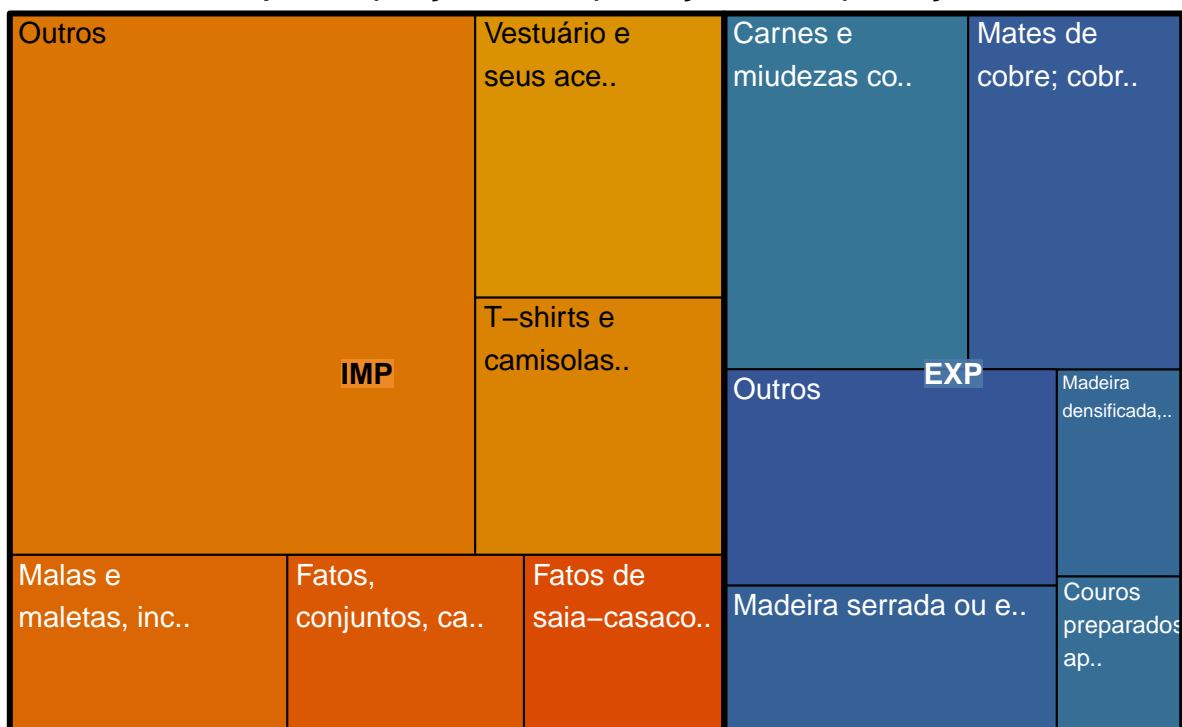 Outros
Vestuário e
seus ace..
T−shirts e
camisolas..
IMP
Malas e
maletas, inc..
Fatos,
conjuntos, ca..
Fatos de
saia−casaco..
Carnes e
miudezas co..
Mates de
cobre; cobr..
EXP
Outros
Madeira
densificada,..
Madeira serrada ou e..
Couros
preparados
ap..